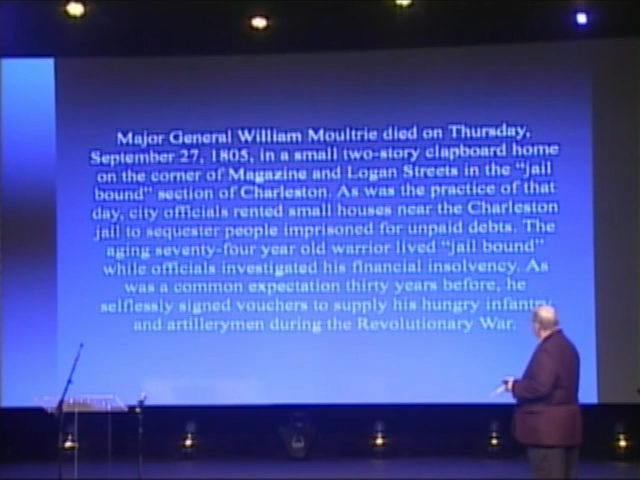 Major General William Moultrie died on Thursday,
September 27, 1805, in a small two-story clapboard home
on the corner of Magazine and Logan Streets in the "jail
bound" section of Charleston. As was the practice of that
day, city officials rented small houses near the Charleston
jail to sequester people imprisoned for unpaid debts. The
aging seventy-four year old warrior lived "jail bound"
while officials investigated his financial insolvency. As
was a common expectation thirty years before, he
selflessly signed vouchers to supply his hungry infantry
and artillerymen during the Revolutionary War.